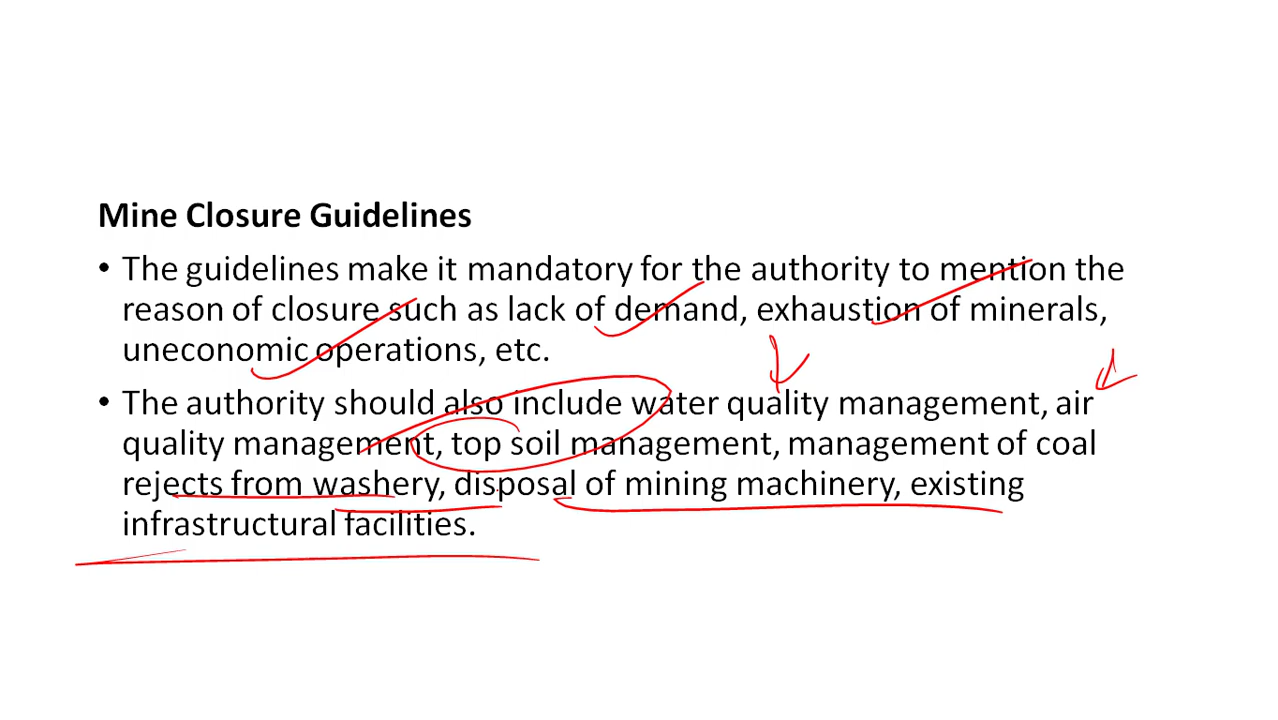 Mine Closure Guidelines
• The guidelines make it mandatory for the authority to mention the
reason of closure such as lack of demand, exhaustion of minerals,
uneconomic operations, etc.
• The authority should also include water quality management, air
quality management, top soil management, management of coal
rejects from washery, disposal of mining machinery, existing
infrastructural facilities.